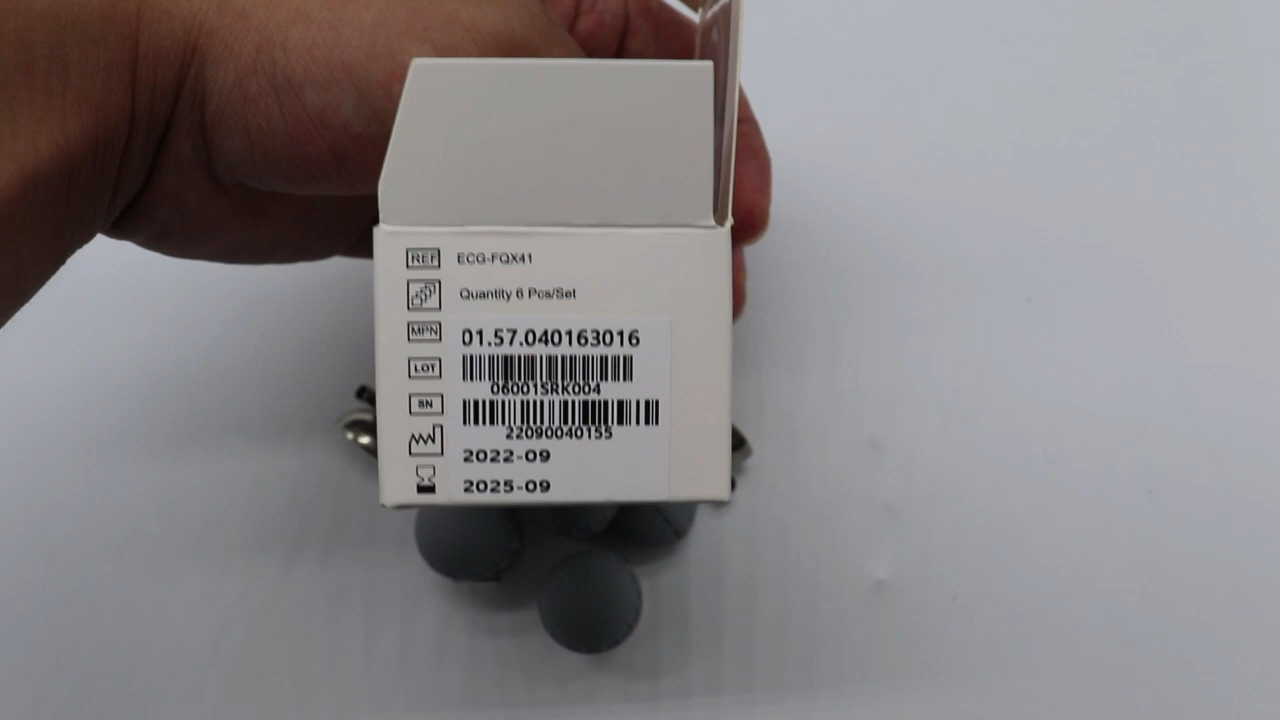 REF ECG-FQX41
Quantity 6 Pcs/Set
MPN 01.57.040163016
LOT
06001SRK004
SN
22090040155
2022-09
2025-09